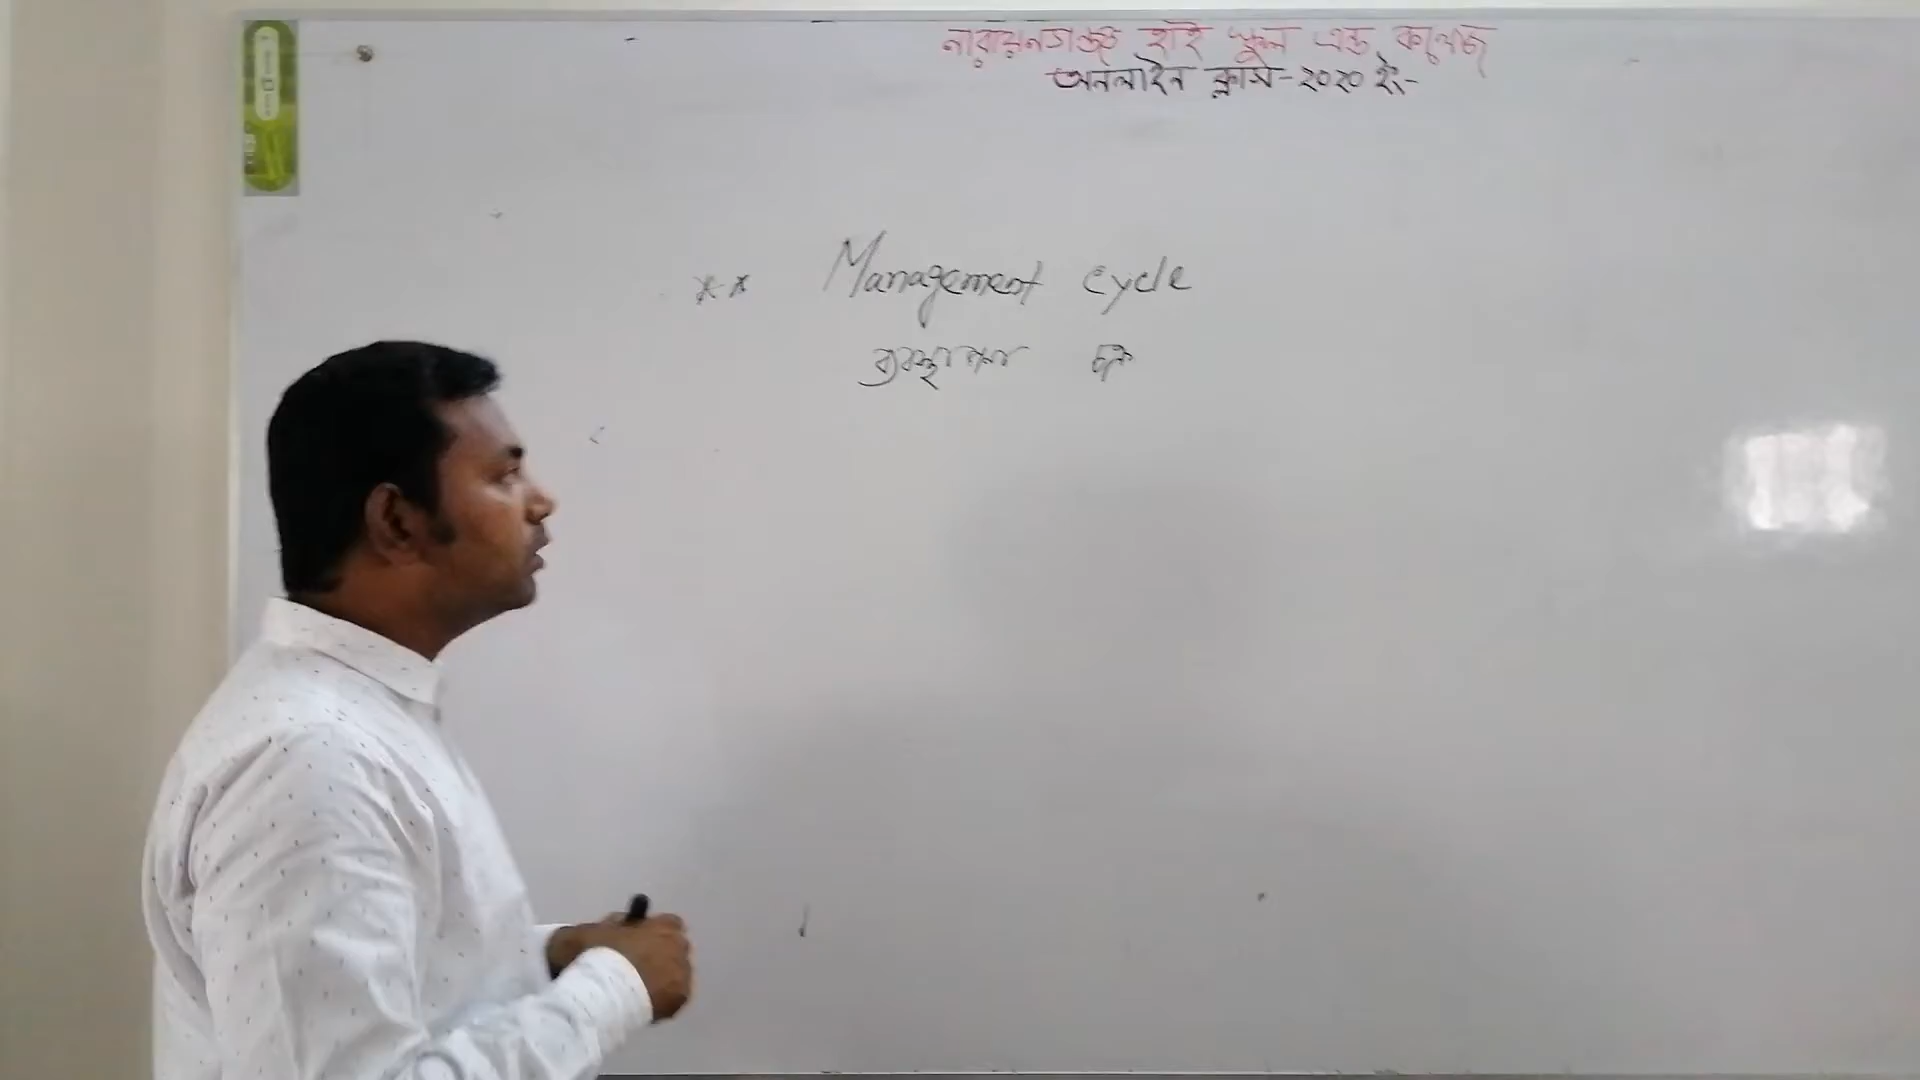 নারায়নগঞ্জ হাই স্কুল এন্ড কলেজ
অনলাইন ক্লাস-২০২০ ইং-
** Management cycle
ব্যবস্থাপনা চক্র